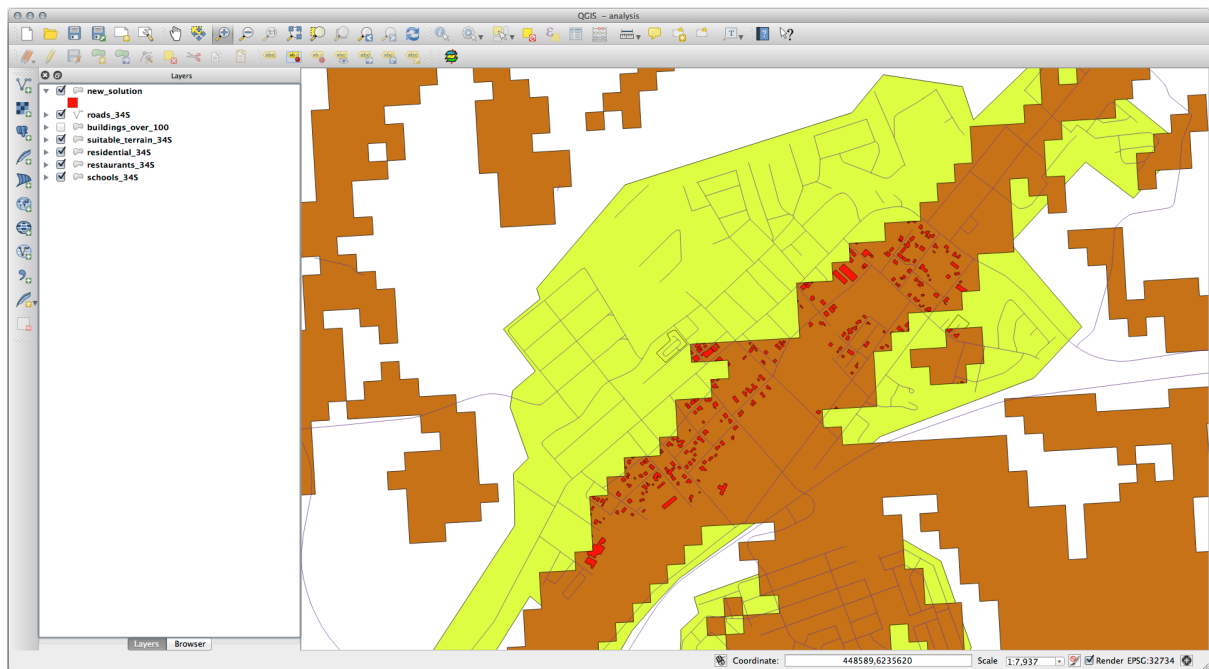 QGIS - analysis
Layers
new_solution
roads_34S
buildings_over_100
suitable_terrain_34S
residential_34S
restaurants_34S
schools_34S
Layers Browser
Coordinate: 448589,6235620 Scale 1:7,937 Render EPSG:32734